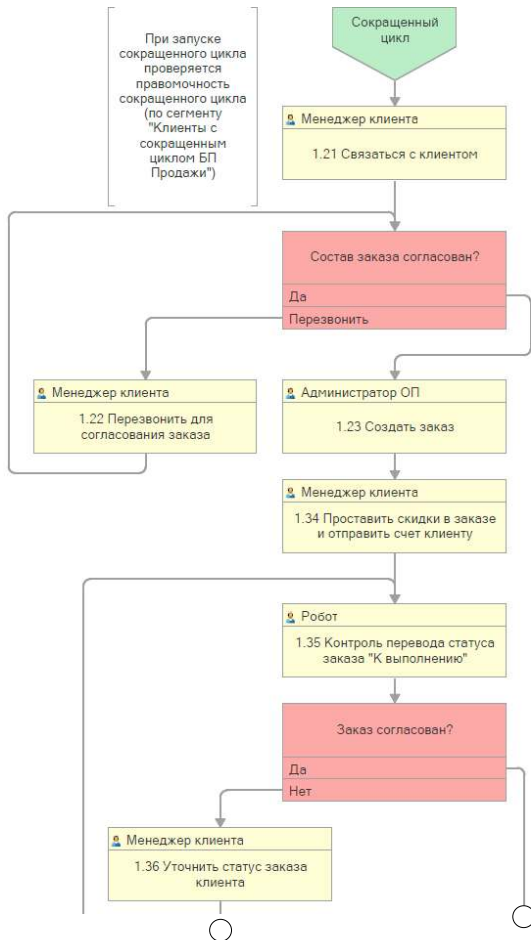 При запуске
сокращенного цикла
проверяется
правомочность
сокращенного цикла
(по сегменту
"Клиенты с
сокращенным
циклом БП
Продажи")
Сокращенный
цикл
Менеджер клиента
1.21 Связаться с клиентом
Состав заказа согласован?
Да
Перезвонить
Менеджер клиента
1.22 Перезвонить для
согласования заказа
Администратор ОП
1.23 Создать заказ
Менеджер клиента
1.34 Проставить скидки в заказе
и отправить счет клиенту
Робот
1.35 Контроль перевода статуса
заказа "К выполнению"
Заказ согласован?
Да
Нет
Менеджер клиента
1.36 Уточнить статус заказа
клиента